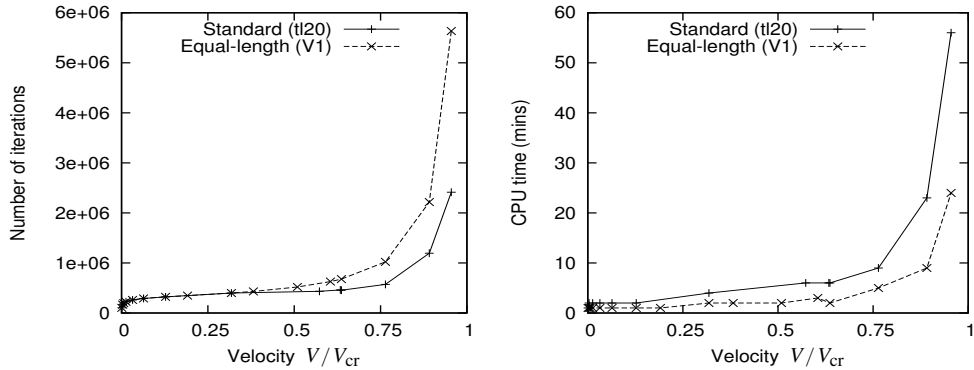 6e+06
5e+06
4e+06
3e+06
2e+06
1e+06
0
Number of iterations
Standard (tl20)
Equal-length (V1)
0 0.25 0.5 0.75 1
Velocity V/Vcr
60
50
40
30
20
10
0
CPU time (mins)
Standard (tl20)
Equal-length (V1)
0 0.25 0.5 0.75 1
Velocity V/Vcr